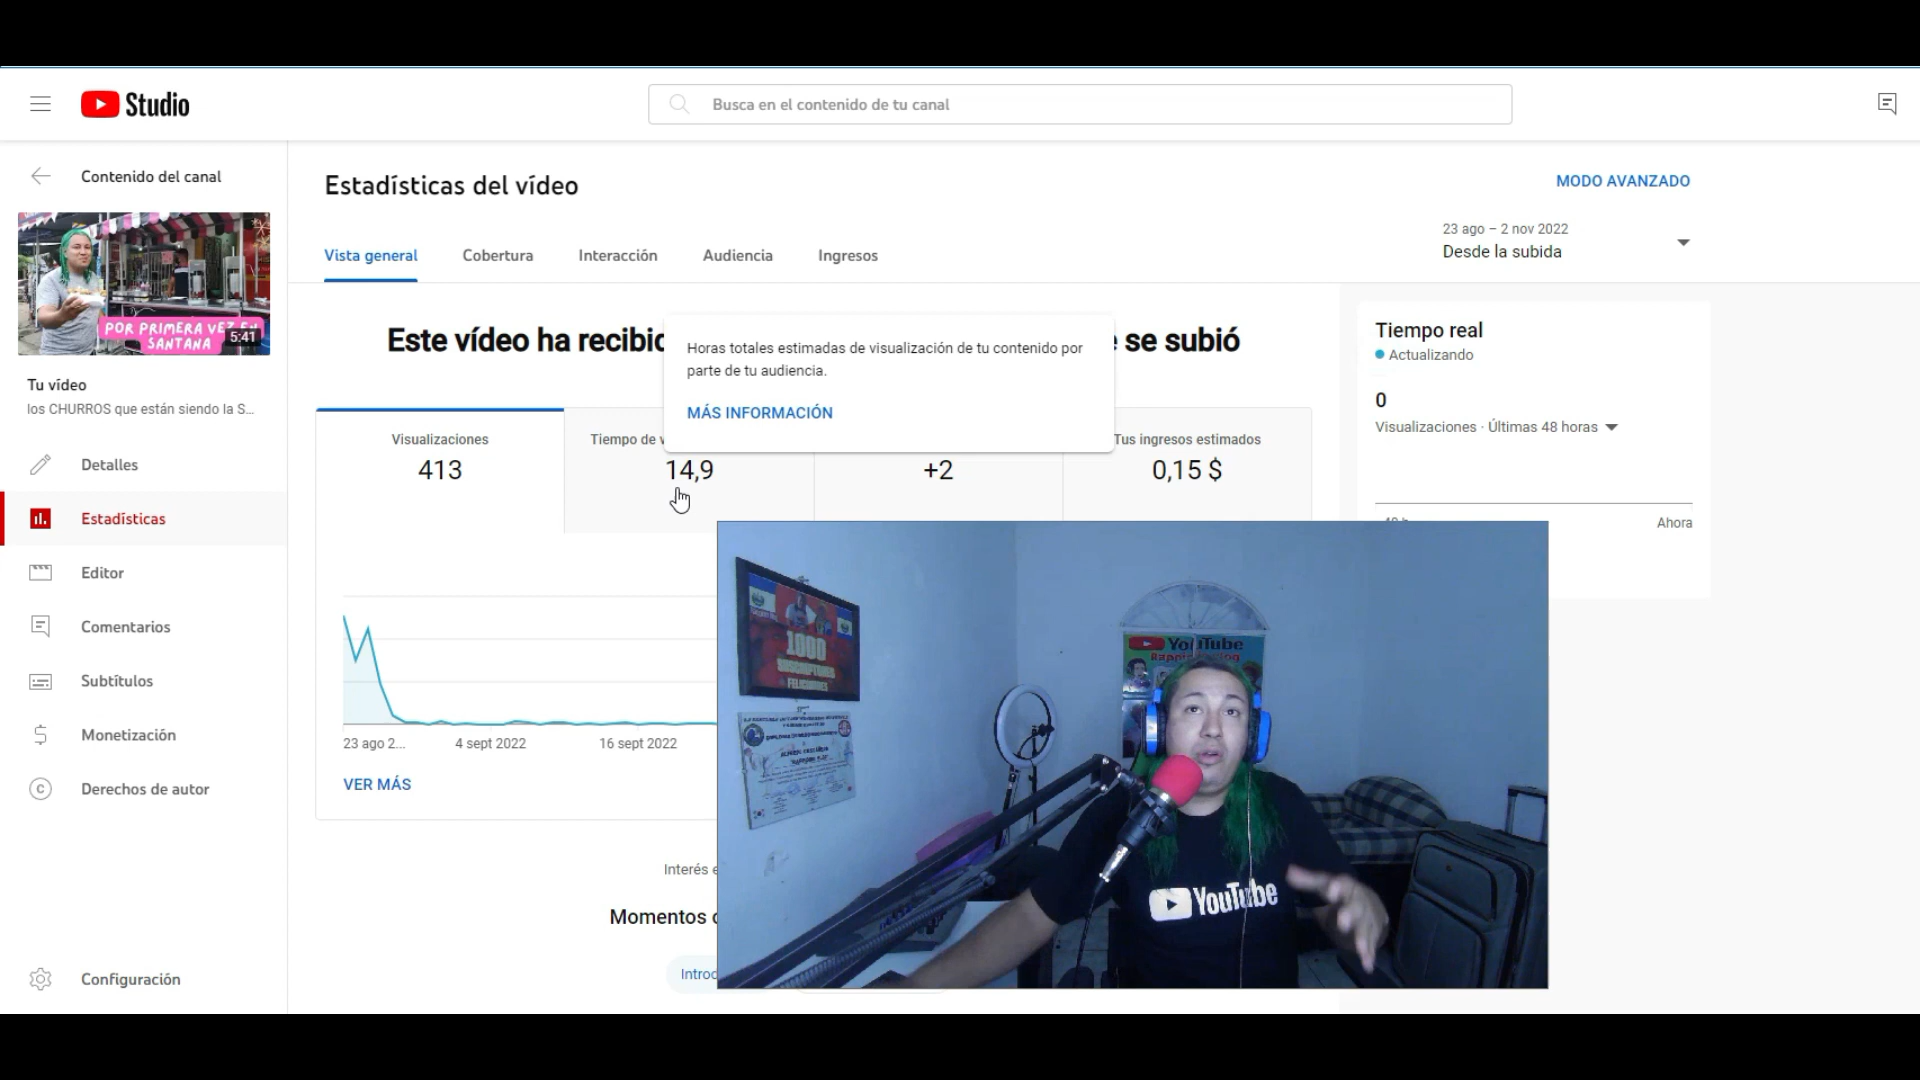 Studio
Busca en el contenido de tu canal
Contenido del canal
POR PRIMERA VEZ EN
SANTANA
5:41
Tu vídeo
los CHURROS que están siendo la S...
Detalles
Estadísticas
Editor
Comentarios
Subtítulos
Monetización
Derechos de autor
Configuración
Estadísticas del vídeo
MODO AVANZADO
Vista general
Cobertura
Interacción
Audiencia
Ingresos
23 ago – 2 nov 2022
Desde la subida
Este vídeo ha
se subió
Horas totales estimadas de visualización de tu contenido por
parte de tu audiencia.
MÁS INFORMACIÓN
Visualizaciones
413
Tiempo de
14,9
+2
Tus ingresos estimados
0,15 $
23 ago 2...
4 sept 2022
16 sept 2022
VER MÁS
Interés
Momentos
Tiempo real
Actualizando
0
Visualizaciones · Últimas 48 horas
Ahora
1000
SUSCRIPTORES
FELICIDADES
YouTube
YouTube